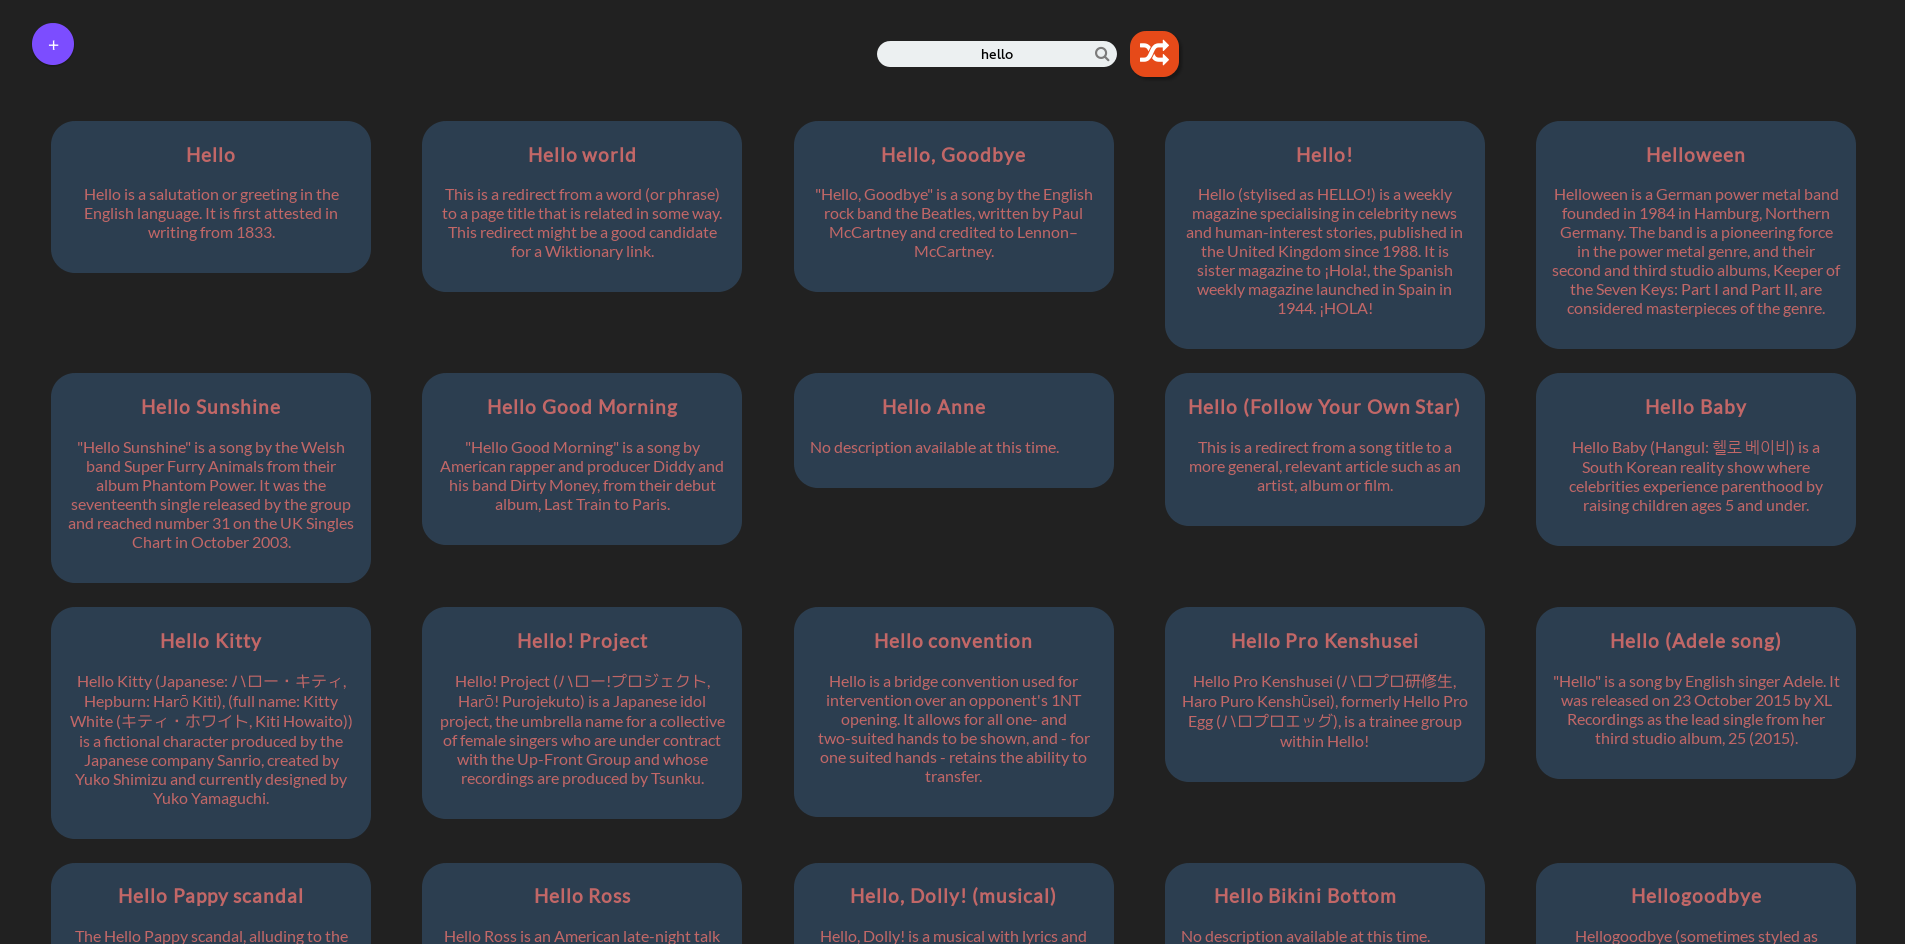 +
hello
Hello
Hello is a salutation or greeting in the
English language. It is first attested in
writing from 1833.
Hello world
This is a redirect from a word (or phrase)
to a page title that is related in some way.
This redirect might be a good candidate
for a Wiktionary link.
Hello, Goodbye
"Hello, Goodbye" is a song by the English
rock band the Beatles, written by Paul
McCartney and credited to Lennon–
McCartney.
Hello!
Hello (stylised as HELLO!) is a weekly
magazine specialising in celebrity news
and human-interest stories, published in
the United Kingdom since 1988. It is
sister magazine to ¡Hola!, the Spanish
weekly magazine launched in Spain in
1944. ¡HOLA!
Helloween
Helloween is a German power metal band
founded in 1984 in Hamburg, Northern
Germany. The band is a pioneering force
in the power metal genre, and their
second and third studio albums, Keeper of
the Seven Keys: Part I and Part II, are
considered masterpieces of the genre.
Hello Sunshine
"Hello Sunshine" is a song by the Welsh
band Super Furry Animals from their
album Phantom Power. It was the
seventeenth single released by the group
and reached number 31 on the UK Singles
Chart in October 2003.
Hello Good Morning
"Hello Good Morning" is a song by
American rapper and producer Diddy and
his band Dirty Money, from their debut
album, Last Train to Paris.
Hello Anne
No description available at this time.
Hello (Follow Your Own Star)
This is a redirect from a song title to a
more general, relevant article such as an
artist, album or film.
Hello Baby
Hello Baby (Hangul: 헬로 베이비) is a
South Korean reality show where
celebrities experience parenthood by
raising children ages 5 and under.
Hello Kitty
Hello Kitty (Japanese: ハロー・キティ,
Hepburn: Harō Kiti), (full name: Kitty
White (キティ・ホワイト, Kiti Howaito))
is a fictional character produced by the
Japanese company Sanrio, created by
Yuko Shimizu and currently designed by
Yuko Yamaguchi.
Hello! Project
Hello! Project (ハロー!プロジェクト,
Harō! Purojekuto) is a Japanese idol
project, the umbrella name for a collective
of female singers who are under contract
with the Up-Front Group and whose
recordings are produced by Tsunku.
Hello convention
Hello is a bridge convention used for
intervention over an opponent's 1NT
opening. It allows for all one- and
two-suited hands to be shown, and - for
one suited hands - retains the ability to
transfer.
Hello Pro Kenshusei
Hello Pro Kenshusei (ハロプロ研修生,
Haro Puro Kenshūsei), formerly Hello Pro
Egg (ハロプロエッグ), is a trainee group
within Hello!
Hello (Adele song)
"Hello" is a song by English singer Adele. It
was released on 23 October 2015 by XL
Recordings as the lead single from her
third studio album, 25 (2015).
Hello Pappy scandal
The Hello Pappy scandal, alluding to the
Hello Ross
Hello Ross is an American late-night talk
Hello, Dolly! (musical)
Hello, Dolly! is a musical with lyrics and
Hello Bikini Bottom
No description available at this time.
Hellogoodbye
Hellogoodbye (sometimes styled as